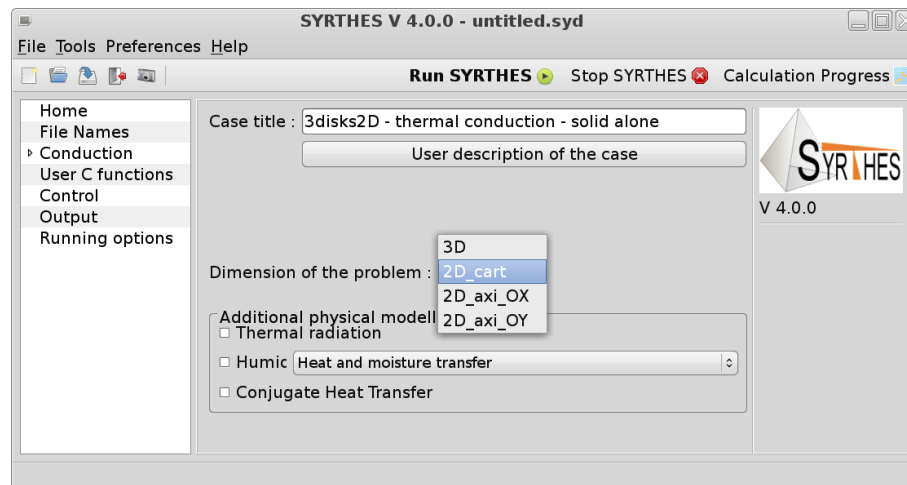 SYRTHES V 4.0.0 - untitled.syd
File Tools Preferences Help
Run SYRTHES Stop SYRTHES Calculation Progress
Home
File Names
Conduction
User C functions
Control
Output
Running options
Case title : 3disks2D - thermal conduction - solid alone
User description of the case
Dimension of the problem :
3D
2D_cart
2D_axi_OX
2D_axi_OY
Additional physical modell
Thermal radiation
Humic Heat and moisture transfer
Conjugate Heat Transfer
SYRTHES
V 4.0.0